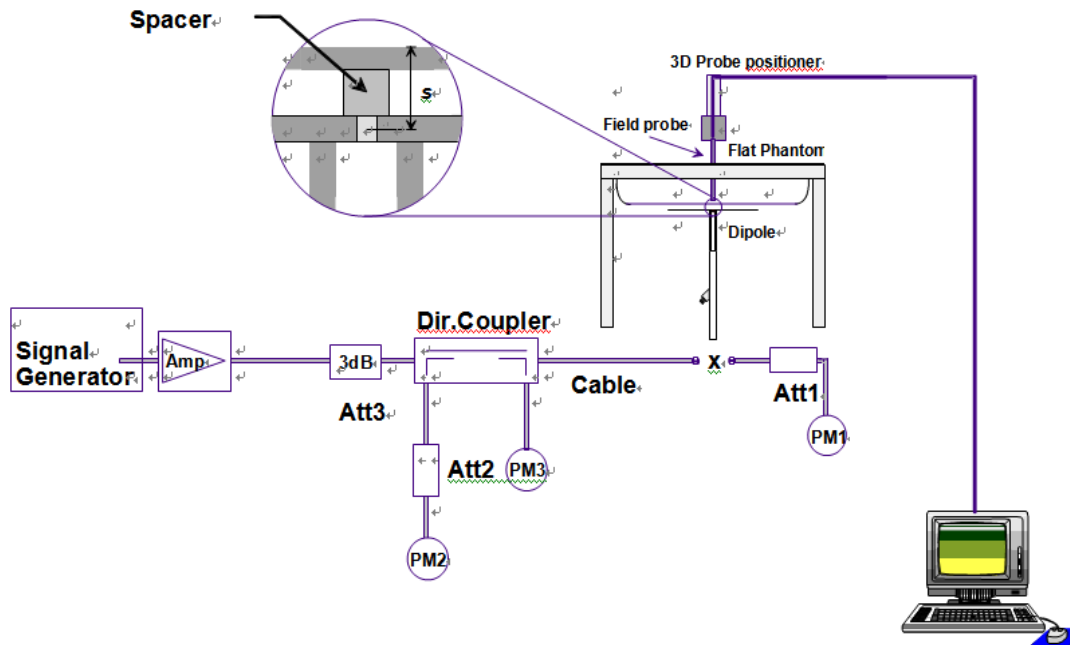 Spacer
s
3D Probe positioner
Field probe
Flat Phantom
Dipole
Signal
Generator
Amp
3dB
Att3
Dir.Coupler
Cable
x
Att1
PM1
Att2
PM3
PM2